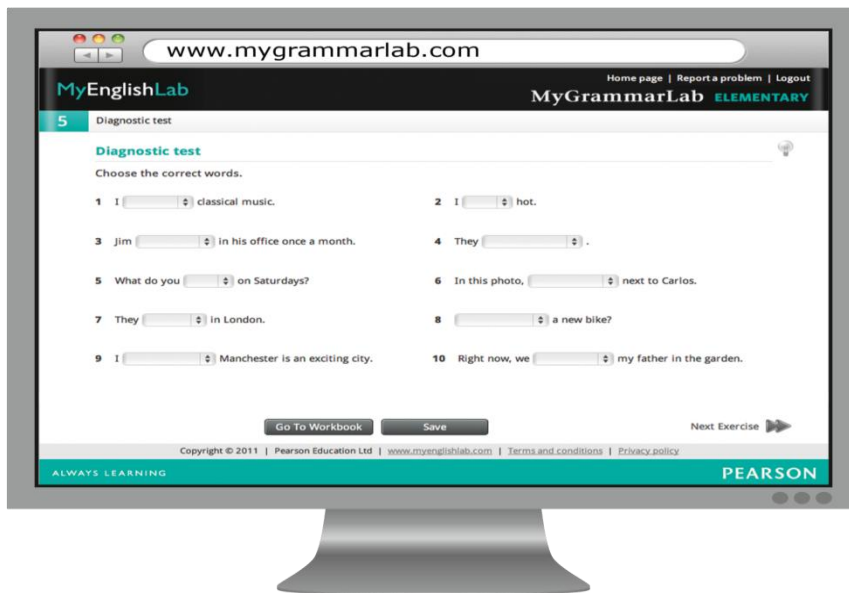 www.mygrammarlab.com
MyEnglishLab
Home page | Report a problem | Logout
MyGrammarLab ELEMENTARY
5 Diagnostic test
Diagnostic test
Choose the correct words.
1 I classical music.
2 I hot.
3 Jim in his office once a month.
4 They .
5 What do you on Saturdays?
6 In this photo, next to Carlos.
7 They in London.
8 a new bike?
9 I Manchester is an exciting city.
10 Right now, we my father in the garden.
Go To Workbook Save Next Exercise
Copyright © 2011 | Pearson Education Ltd | www.myenglishlab.com | Terms and conditions | Privacy policy
ALWAYS LEARNING PEARSON